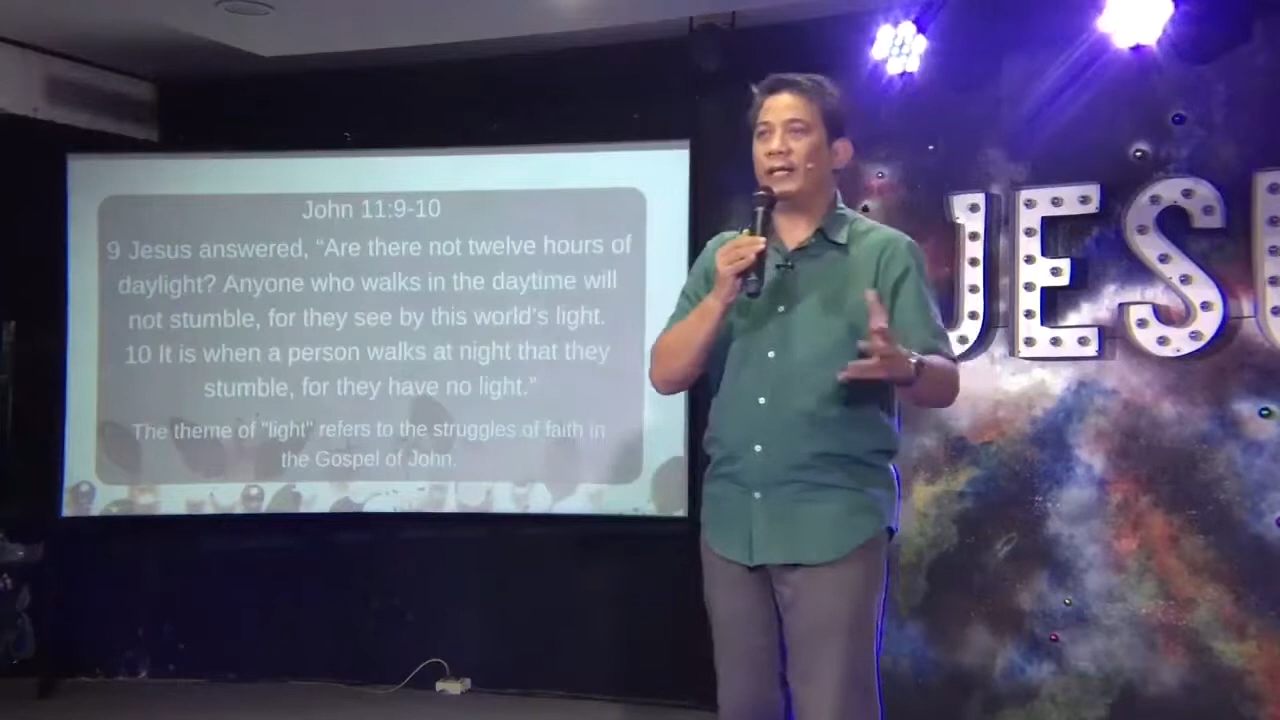 John 11:9-10
9 Jesus answered, “Are there not twelve hours of
daylight? Anyone who walks in the daytime will
not stumble, for they see by this world's light.
10 It is when a person walks at night that they
stumble, for they have no light.”
The theme of "light" refers to the struggles of faith in
the Gospel of John.
JESU